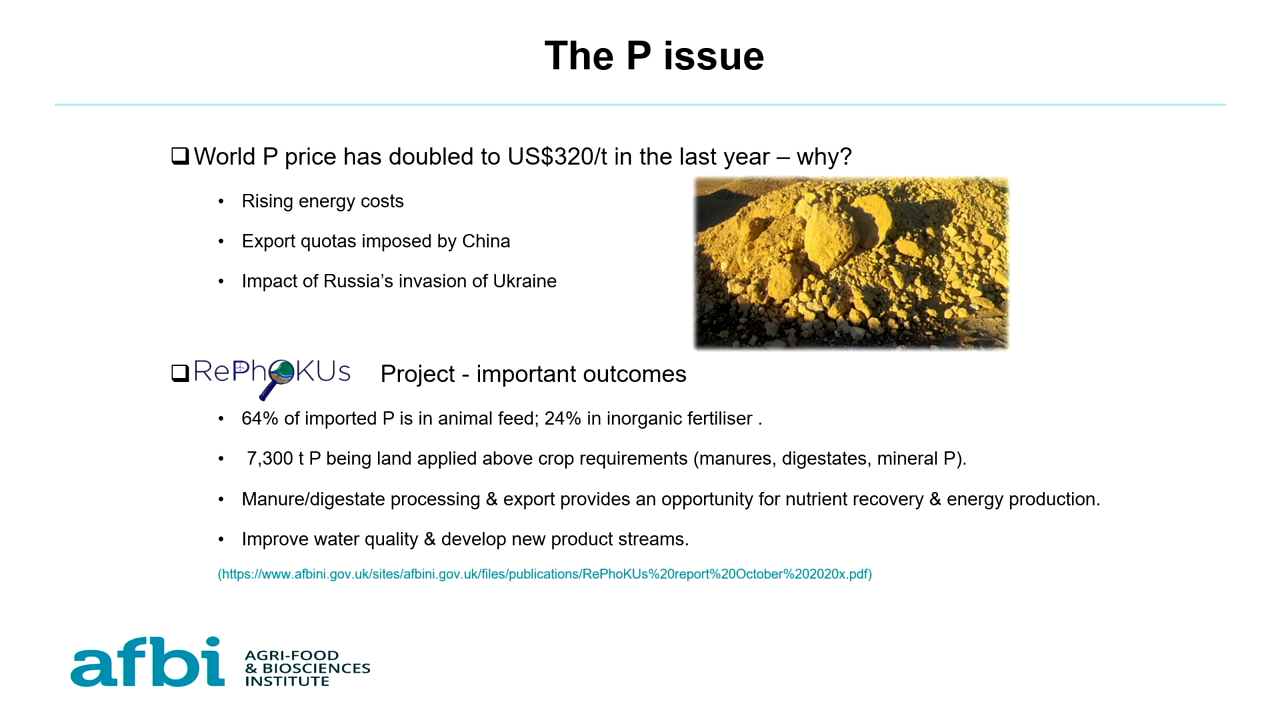 The P issue
World P price has doubled to US$320/t in the last year – why?
• Rising energy costs
• Export quotas imposed by China
• Impact of Russia’s invasion of Ukraine
RePhoKUs Project - important outcomes
• 64% of imported P is in animal feed; 24% in inorganic fertiliser .
• 7,300 t P being land applied above crop requirements (manures, digestates, mineral P).
• Manure/digestate processing & export provides an opportunity for nutrient recovery & energy production.
• Improve water quality & develop new product streams.
(https://www.afbini.gov.uk/sites/afbini.gov.uk/files/publications/RePhoKUs%20report%20October%202020x.pdf)
afbi
AGRI-FOOD
& BIOSCIENCES
INSTITUTE